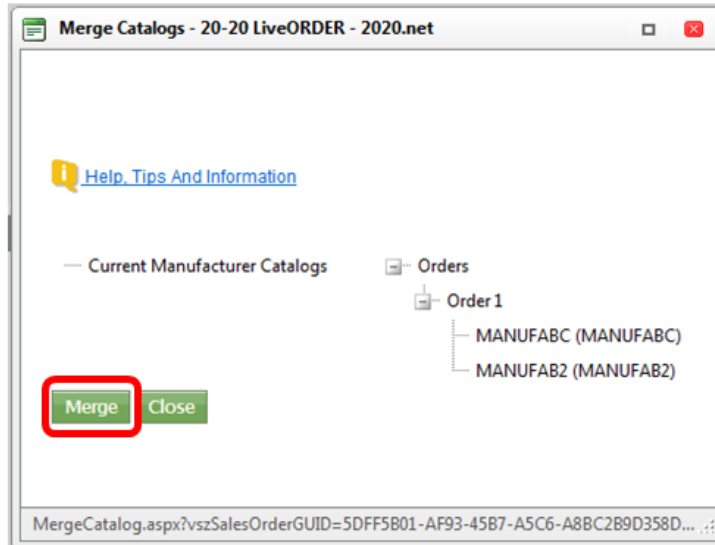 Merge Catalogs - 20-20 LiveORDER - 2020.net
Help, Tips And Information
Current Manufacturer Catalogs
Orders
Order 1
MANUFABC (MANUFABC)
MANUFAB2 (MANUFAB2)
Merge Close
MergeCatalog.aspx?vszSalesOrderGUID=5DFF5B01-AF93-45B7-A5C6-A8BC2B9D358D...